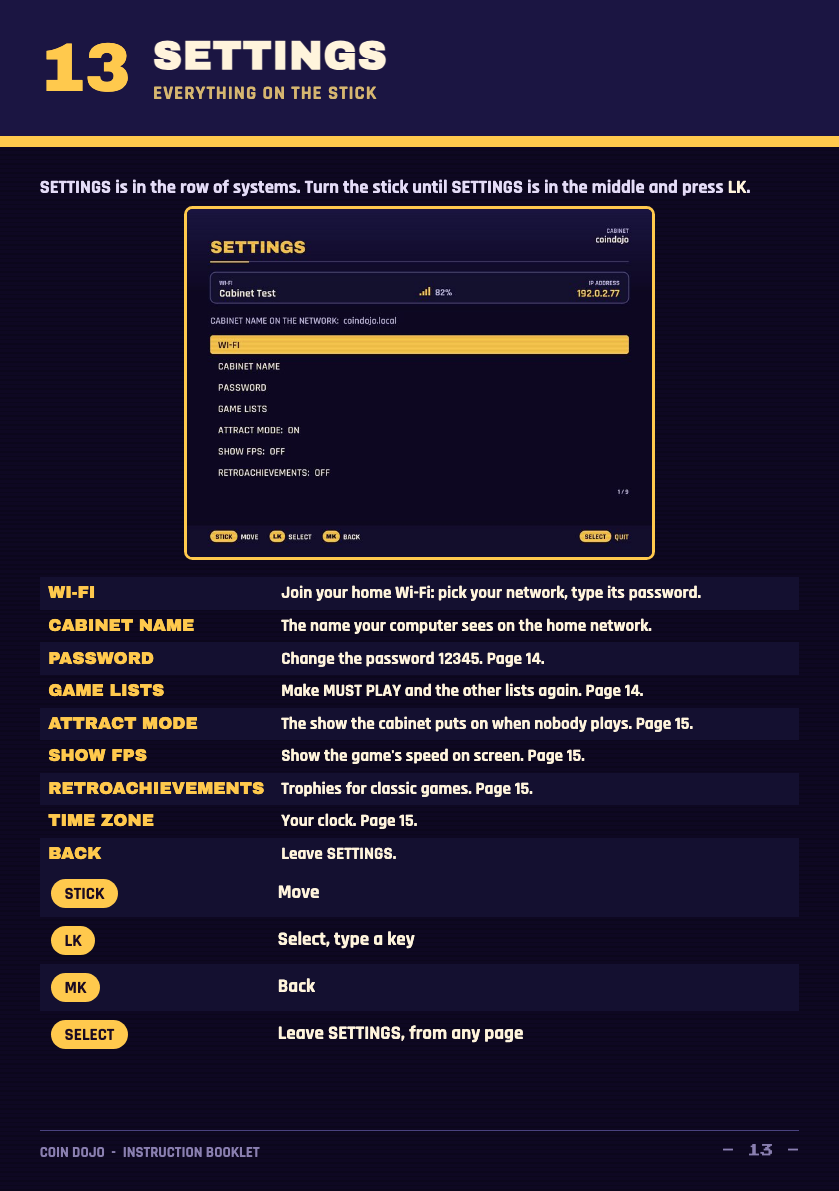 13 SETTINGS
EVERYTHING ON THE STICK
SETTINGS is in the row of systems. Turn the stick until SETTINGS is in the middle and press LK.
CABINET
SETTINGS coindojo
WI-FI IP ADDRESS
Cabinet Test 82% 192.0.2.77
CABINET NAME ON THE NETWORK: coindojo.local
WI-FI
CABINET NAME
PASSWORD
GAME LISTS
ATTRACT MODE: ON
SHOW FPS: OFF
RETROACHIEVEMENTS: OFF
1 / 9
STICK MOVE LK SELECT MK BACK SELECT QUIT
WI-FI Join your home Wi-Fi: pick your network, type its password.
CABINET NAME The name your computer sees on the home network.
PASSWORD Change the password 12345. Page 14.
GAME LISTS Make MUST PLAY and the other lists again. Page 14.
ATTRACT MODE The show the cabinet puts on when nobody plays. Page 15.
SHOW FPS Show the game's speed on screen. Page 15.
RETROACHIEVEMENTS Trophies for classic games. Page 15.
TIME ZONE Your clock. Page 15.
BACK Leave SETTINGS.
STICK Move
LK Select, type a key
MK Back
SELECT Leave SETTINGS, from any page
COIN DOJO - INSTRUCTION BOOKLET — 13 —